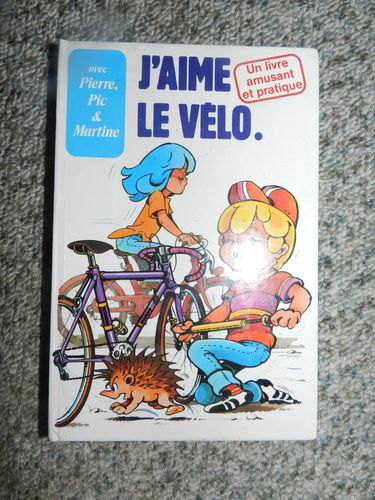 avec
Pierre,
Pic
&
Martine
J'AIME
LE VÉLO.
Un livre
amusant
et pratique